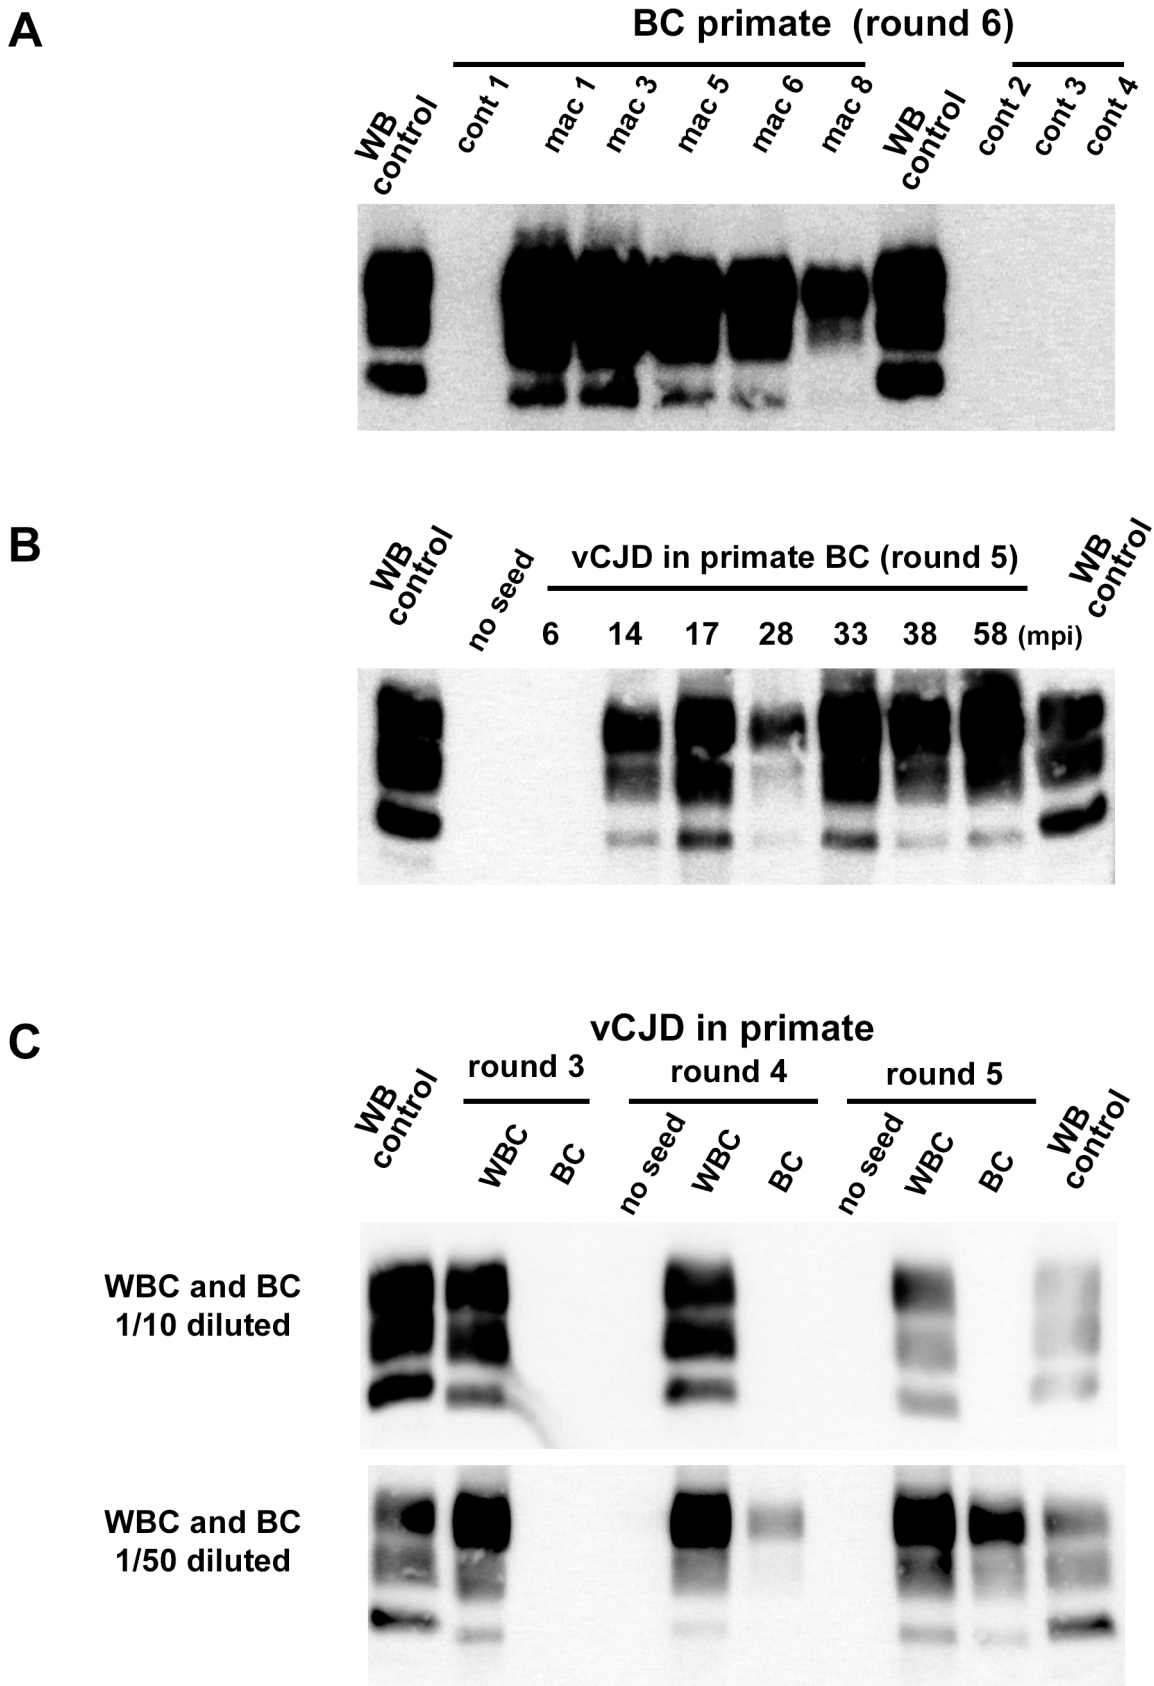 A
BC primate (round 6)
WB
control
cont 1
mac 1
mac 3
mac 5
mac 6
mac 8
WB
control
cont 2
cont 3
cont 4
B
WB
control
no seed
vCJD in primate BC (round 5)
6 14 17 28 33 38 58 (mpi)
WB
control
C
vCJD in primate
round 3
round 4
round 5
WB
control
WBC
BC
no seed
WBC
BC
no seed
WBC
BC
WB
control
WBC and BC
1/10 diluted
WBC and BC
1/50 diluted